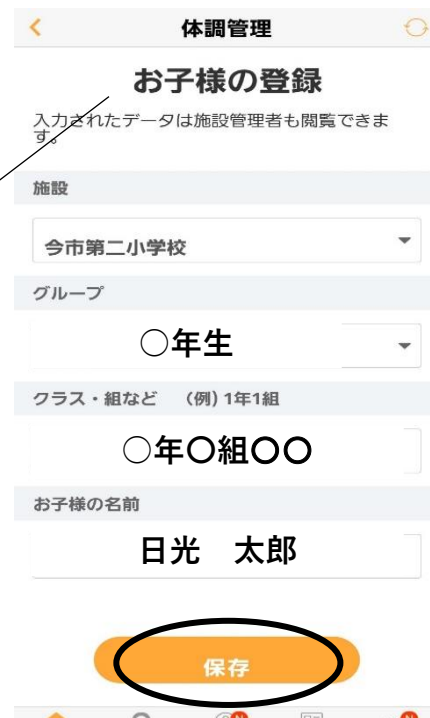 体調管理
お子様の登録
入力されたデータは施設管理者も閲覧できま
す。
施設
今市第二小学校
グループ
○年生
クラス・組など （例）1年1組
○年○組○○
お子様の名前
日光 太郎
保存